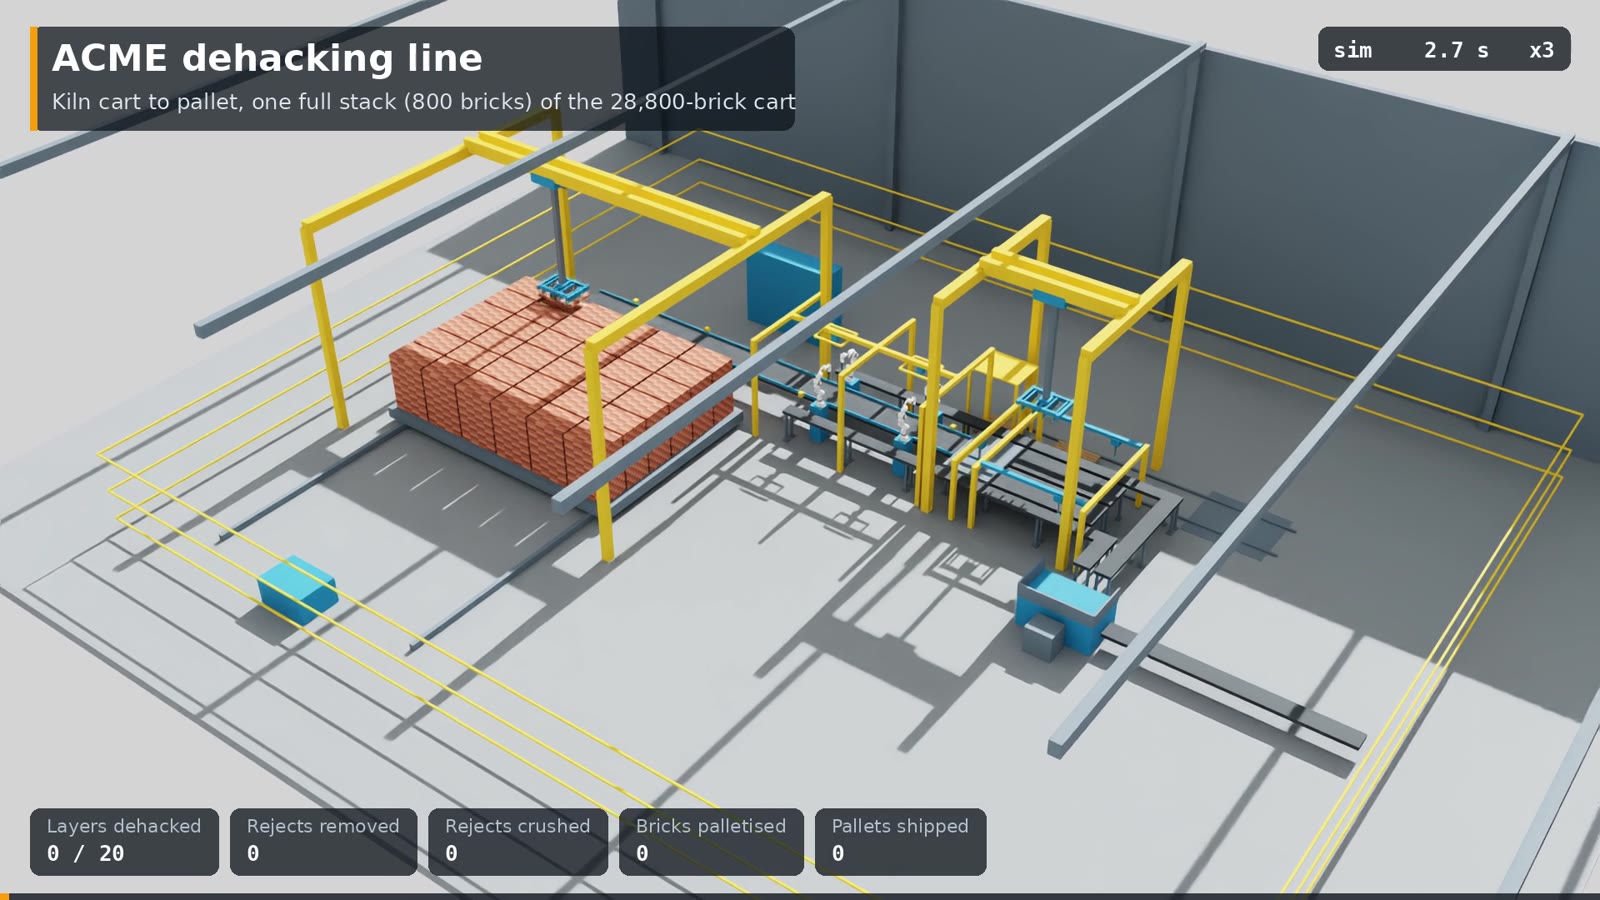 ACME dehacking line
Kiln cart to pallet, one full stack (800 bricks) of the 28,800-brick cart
sim 2.7 s x3
Layers dehacked
0 / 20
Rejects removed
0
Rejects crushed
0
Bricks palletised
0
Pallets shipped
0